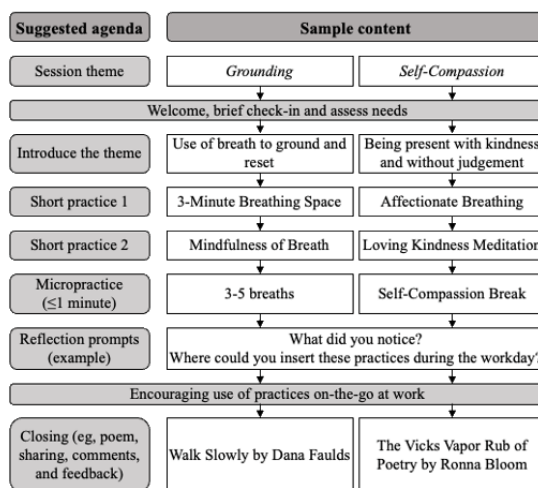 Suggested agenda
Sample content
Session theme
Grounding
Self-Compassion
Welcome, brief check-in and assess needs
Introduce the theme
Use of breath to ground and
reset
Being present with kindness
and without judgement
Short practice 1
3-Minute Breathing Space
Affectionate Breathing
Short practice 2
Mindfulness of Breath
Loving Kindness Meditation
Micropractice
(≤1 minute)
3-5 breaths
Self-Compassion Break
Reflection prompts
(example)
What did you notice?
Where could you insert these practices during the workday?
Encouraging use of practices on-the-go at work
Closing (eg, poem,
sharing, comments,
and feedback)
Walk Slowly by Dana Faulds
The Vicks Vapor Rub of
Poetry by Ronna Bloom